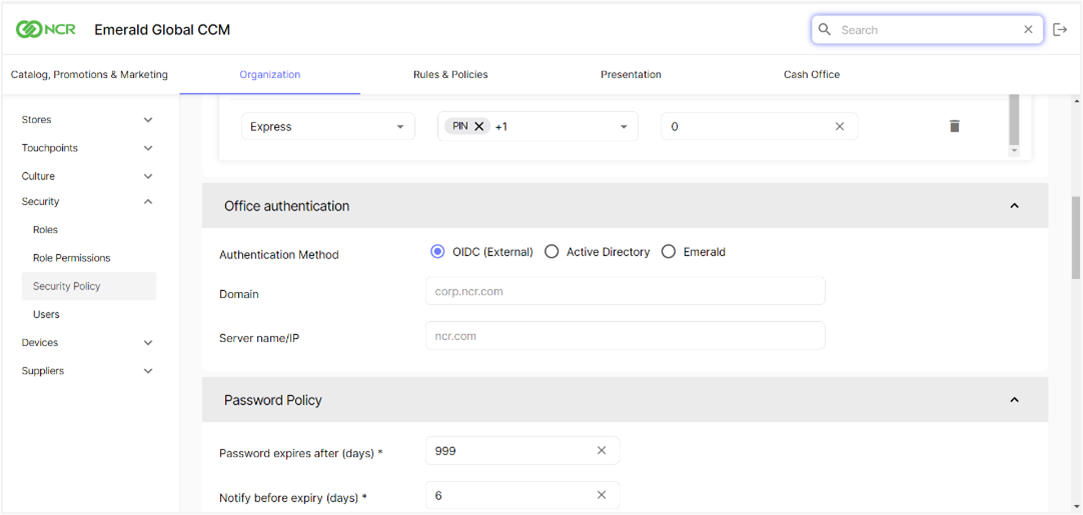 NCR Emerald Global CCM Search
Catalog, Promotions & Marketing Organization Rules & Policies Presentation Cash Office
Stores
Touchpoints
Culture
Security
Roles
Role Permissions
Security Policy
Users
Devices
Suppliers
Express PIN +1 0
Office authentication
Authentication Method OIDC (External) Active Directory Emerald
Domain corp.ncr.com
Server name/IP ncr.com
Password Policy
Password expires after (days) * 999
Notify before expiry (days) * 6